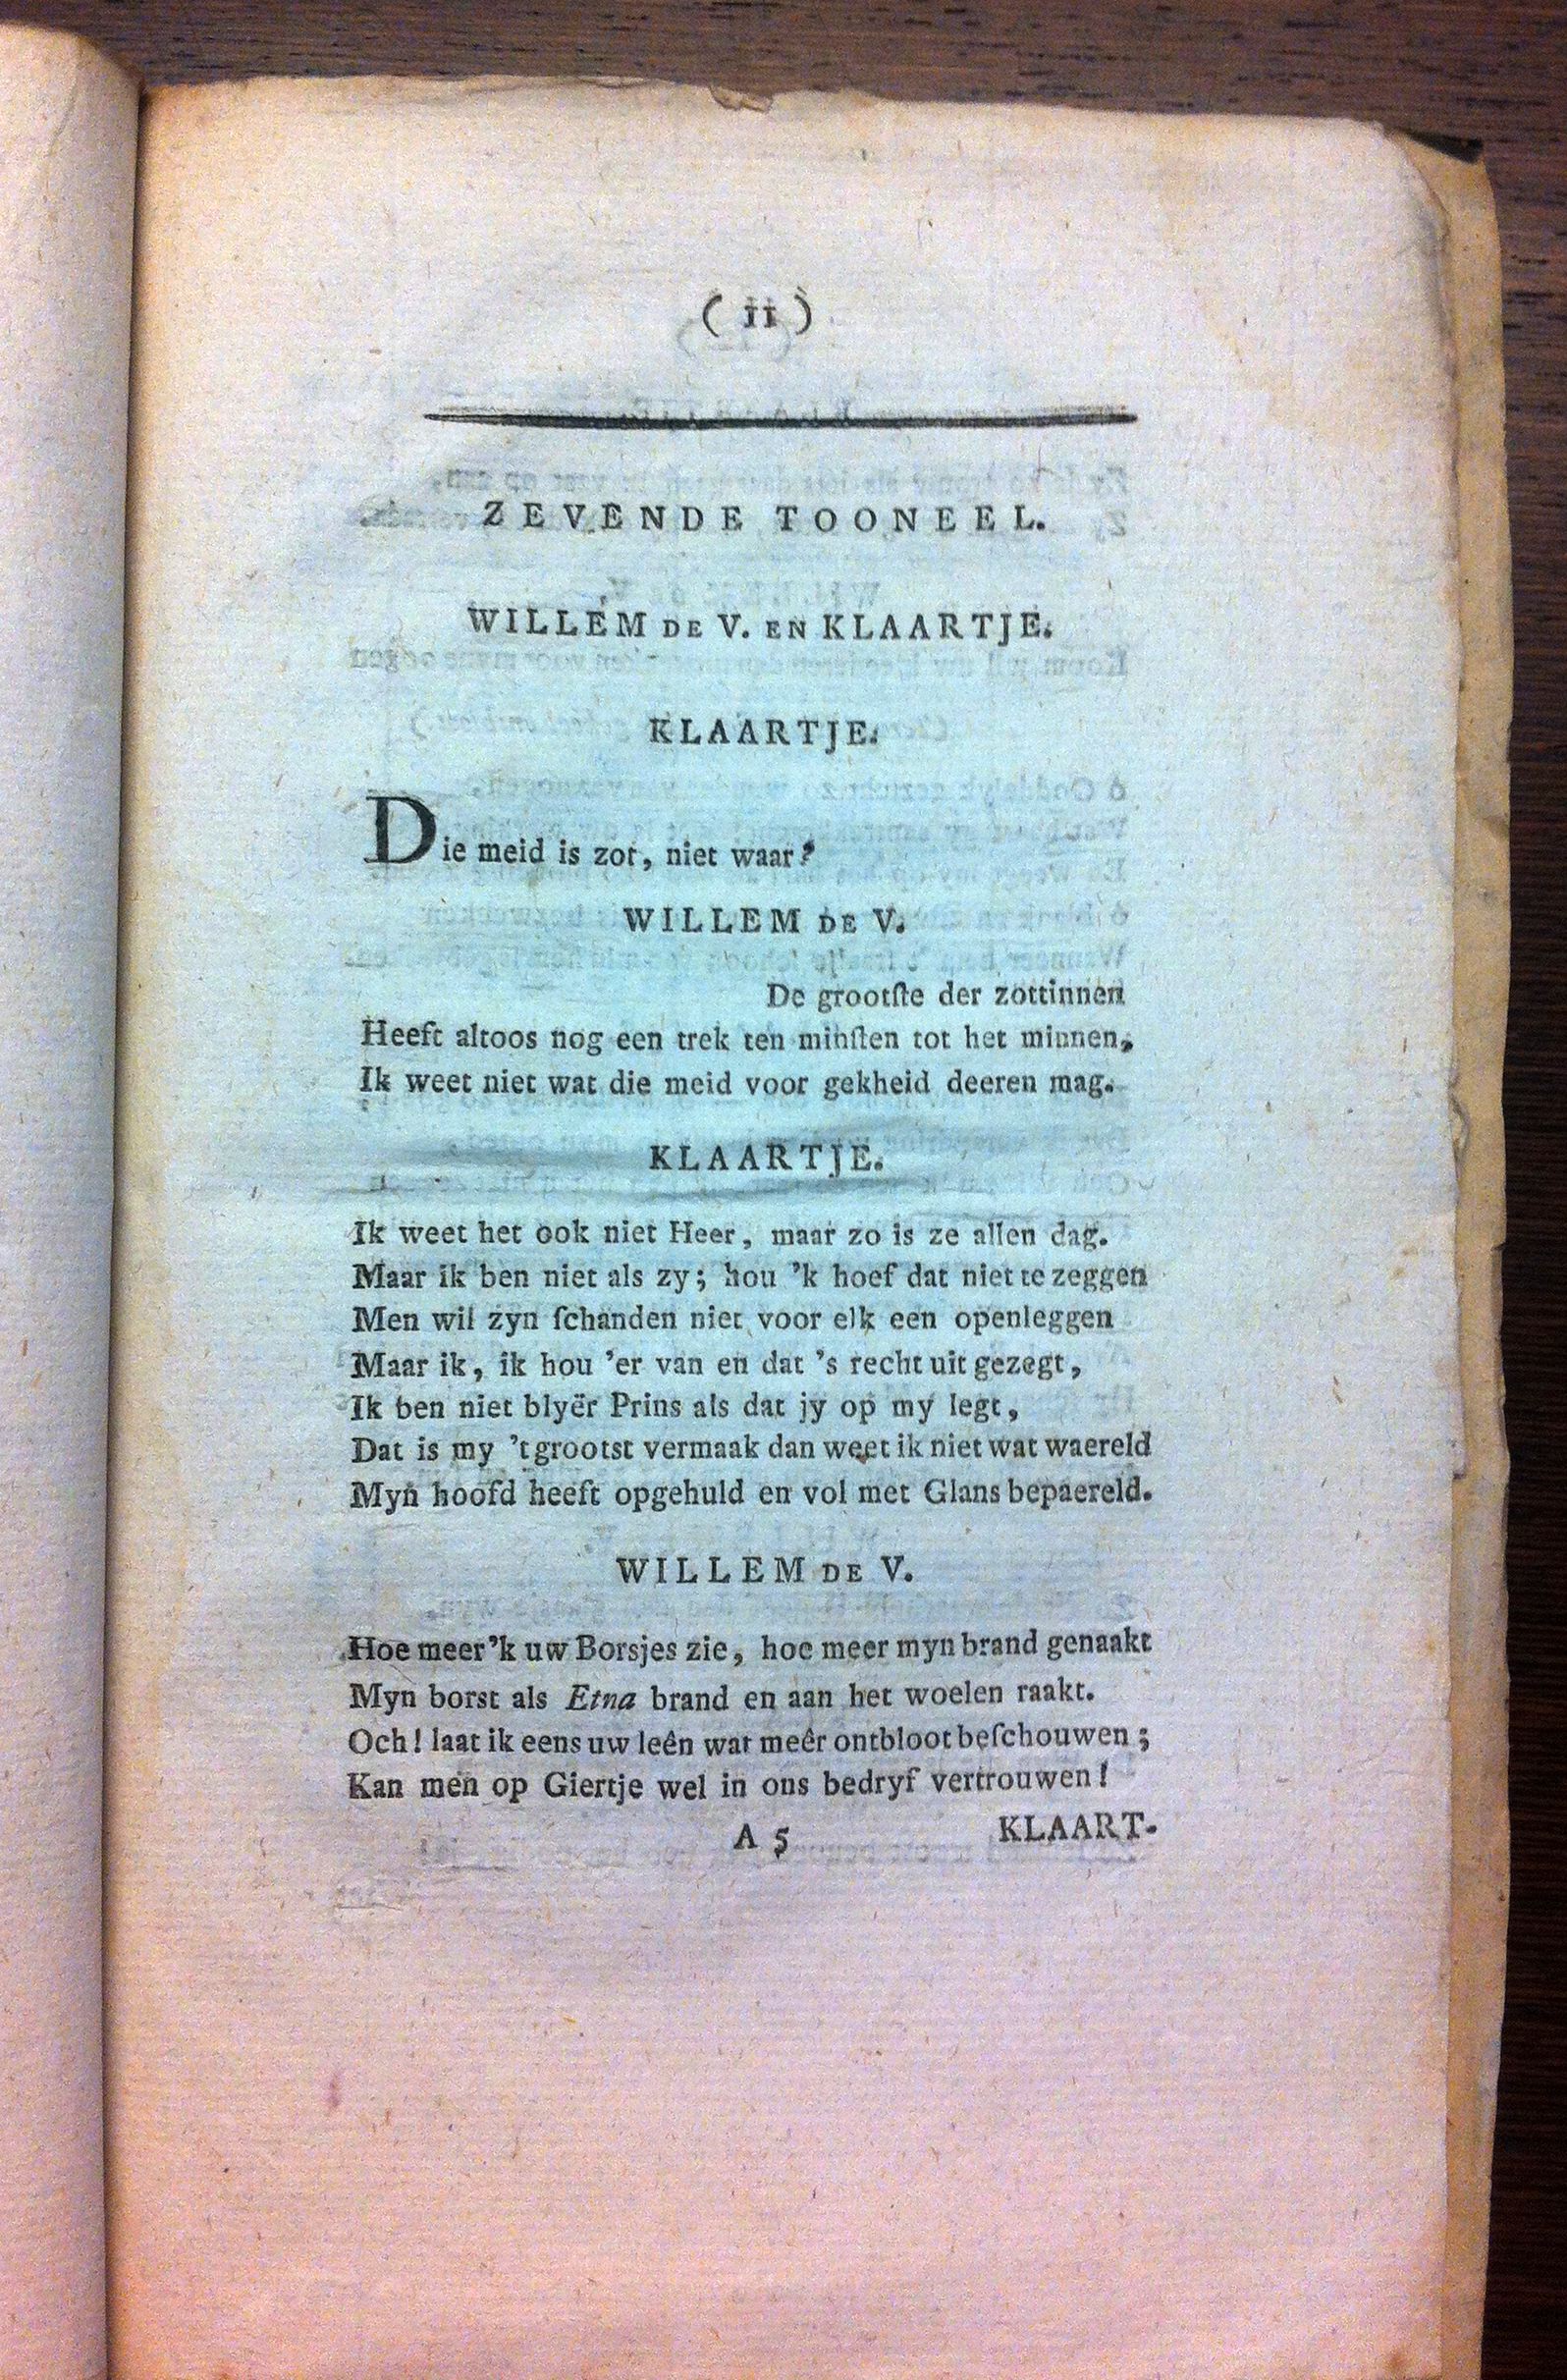 ( 11 )
ZEVENDE TOONEEL.
WILLEM DE V. EN KLAARTJE.
KLAARTJE.
Die meid is zot, niet waar?
WILLEM DE V.
De grootſte der zottinnen
Heeft altoos nog een trek ten minſten tot het minnen,
Ik weet niet wat die meid voor gekheid deeren mag.
KLAARTJE.
Ik weet het ook niet Heer, maar zo is ze allen dag.
Maar ik ben niet als zy; hou 'k hoef dat niet te zeggen
Men wil zyn ſchanden niet voor elk een openleggen
Maar ik, ik hou 'er van en dat 's recht uit gezegt,
Ik ben niet blyër Prins als dat jy op my legt,
Dat is my 't grootst vermaak dan weet ik niet wat waereld
Myn hoofd heeft opgehuld en vol met Glans bepaereld.
WILLEM DE V.
Hoe meer 'k uw Borsjes zie, hoe meer myn brand genaakt
Myn borst als Etna brand en aan het woelen raakt.
Och! laat ik eens uw leên wat meêr ontbloot beſchouwen;
Kan men op Giertje wel in ons bedryf vertrouwen!
A 5 KLAART-